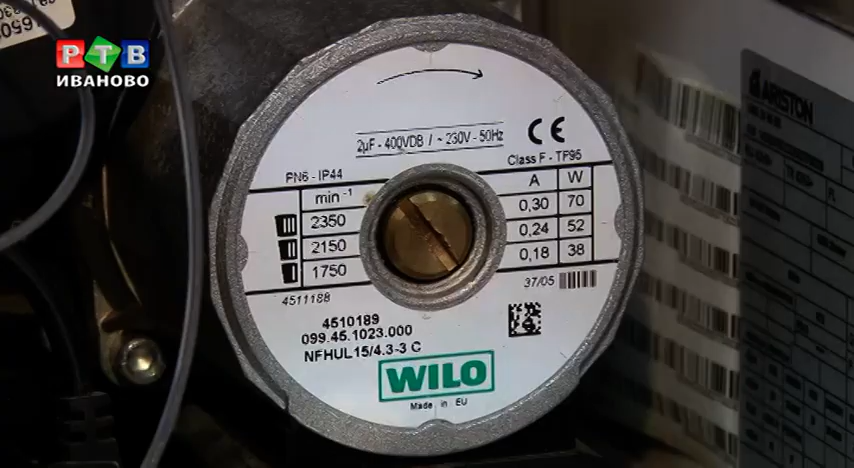 РТВ
ИВАНОВО
2µF - 400VDB / ~ 230V - 50Hz
CE
PN6 - IP44
Class F - TF95
min⁻¹
A W
2350 0,30 70
2150 0,24 52
1750 0,18 38
4511188
37/05
4510189
099.45.1023.000
NFHUL 15/4.3-3 C
WILO
Made in EU
ARISTON